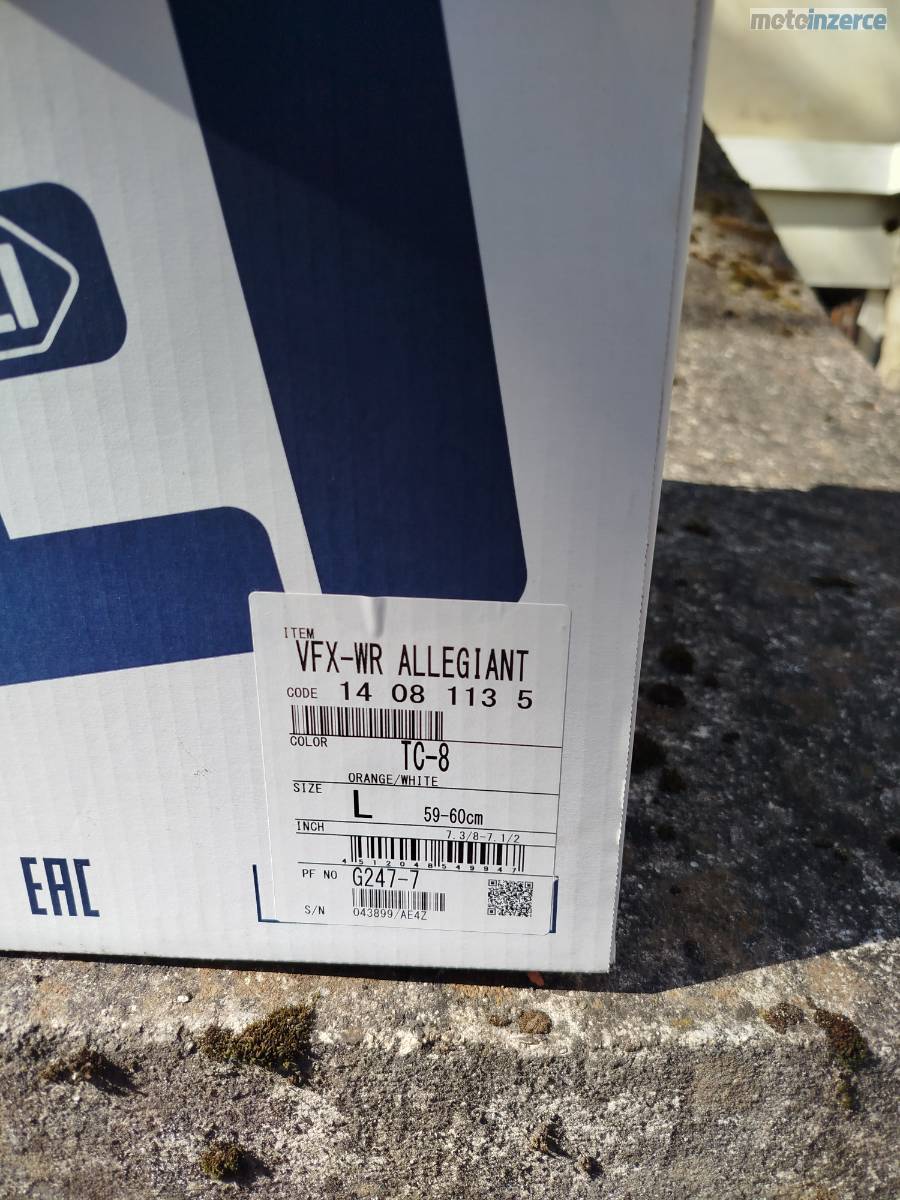 motoinzerce
ITEM
VFX-WR ALLEGIANT
CODE 14 08 113 5
COLOR
TC-8
ORANGE/WHITE
SIZE L 59-60cm
INCH 7.3/8-7.1/2
4512048549947
PF NO G247-7
S/N 043899/AE4Z
EAC